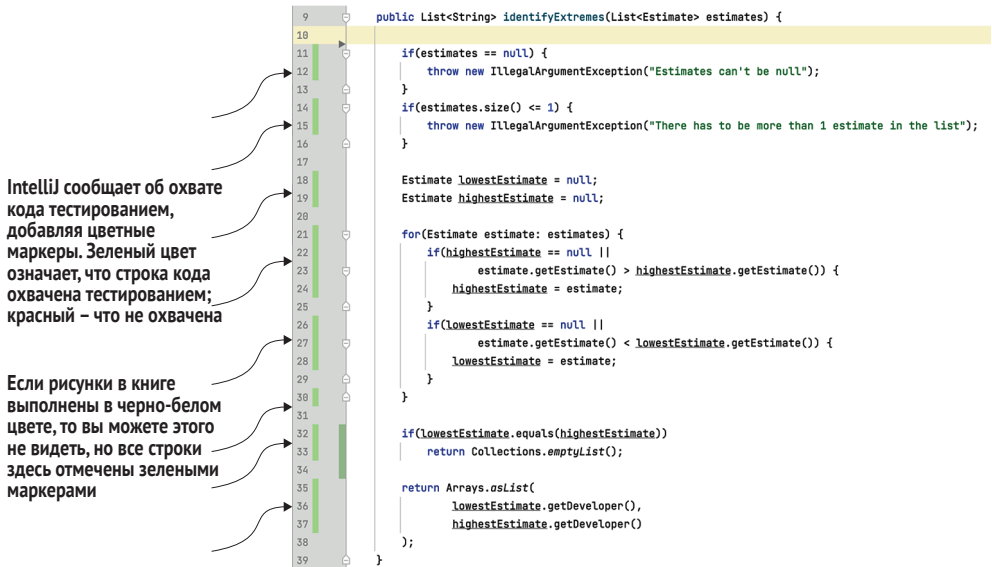 IntelliJ сообщает об охвате
кода тестированием,
добавляя цветные
маркеры. Зеленый цвет
означает, что строка кода
охвачена тестированием;
красный – что не охвачена
Если рисунки в книге
выполнены в черно-белом
цвете, то вы можете этого
не видеть, но все строки
здесь отмечены зелеными
маркерами
9 public List<String> identifyExtremes(List<Estimate> estimates) {
10
11 if(estimates == null) {
12 throw new IllegalArgumentException("Estimates can't be null");
13 }
14 if(estimates.size() <= 1) {
15 throw new IllegalArgumentException("There has to be more than 1 estimate in the list");
16 }
17
18 Estimate lowestEstimate = null;
19 Estimate highestEstimate = null;
20
21 for(Estimate estimate: estimates) {
22 if(highestEstimate == null ||
23 estimate.getEstimate() > highestEstimate.getEstimate()) {
24 highestEstimate = estimate;
25 }
26 if(lowestEstimate == null ||
27 estimate.getEstimate() < lowestEstimate.getEstimate()) {
28 lowestEstimate = estimate;
29 }
30 }
31
32 if(lowestEstimate.equals(highestEstimate))
33 return Collections.emptyList();
34
35 return Arrays.asList(
36 lowestEstimate.getDeveloper(),
37 highestEstimate.getDeveloper()
38 );
39 }